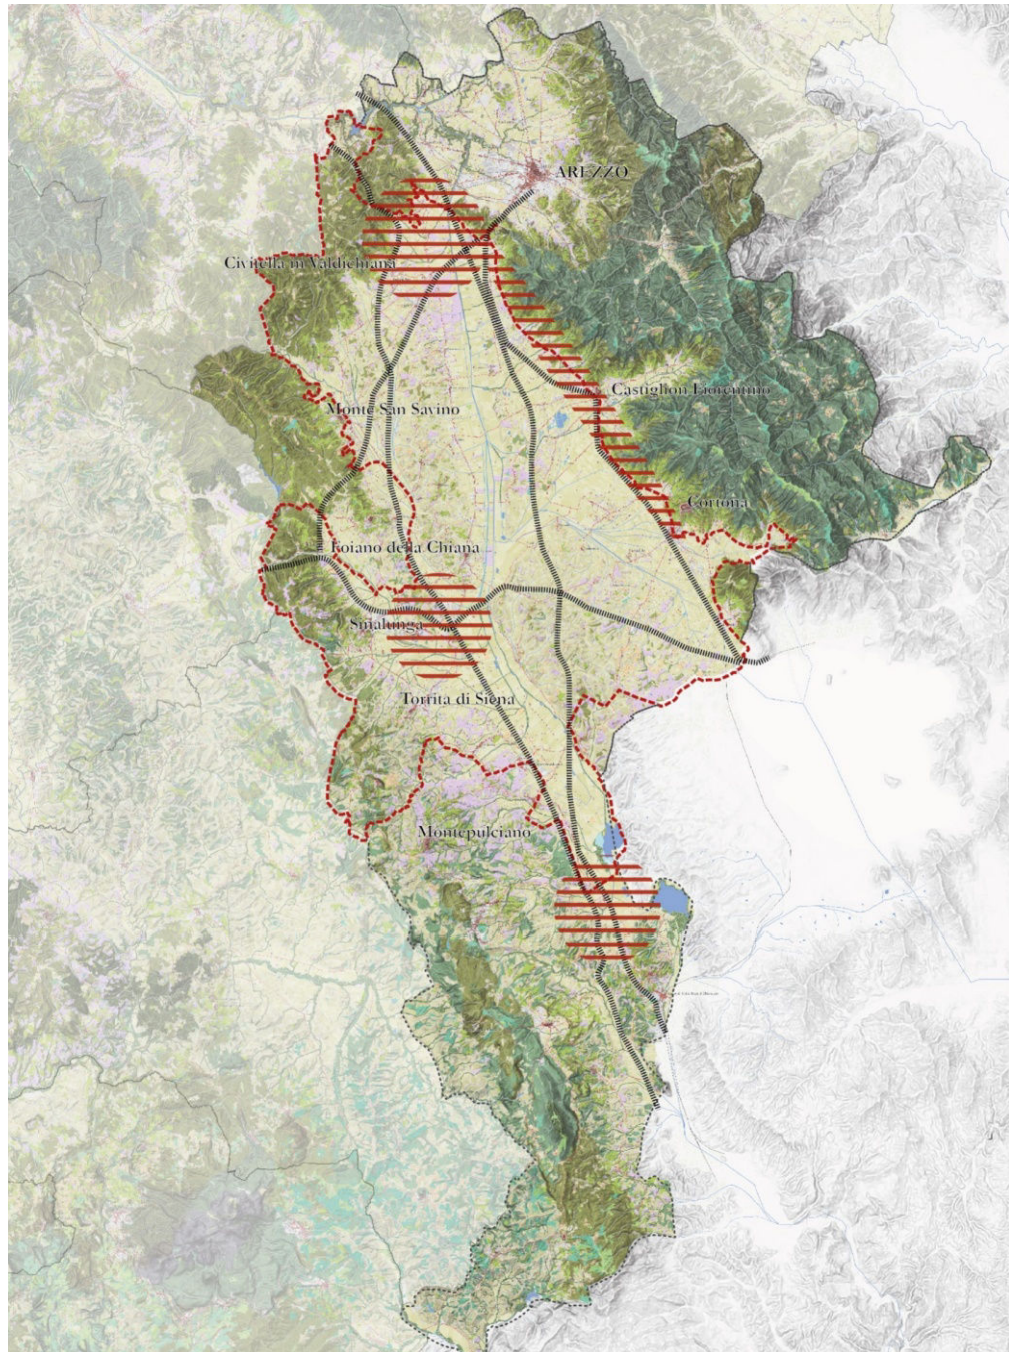 AREZZO
Civitella in Valdichiana
Castiglion Fiorentino
Monte San Savino
Cortona
Foiano della Chiana
Sinalunga
Torrita di Siena
Montepulciano